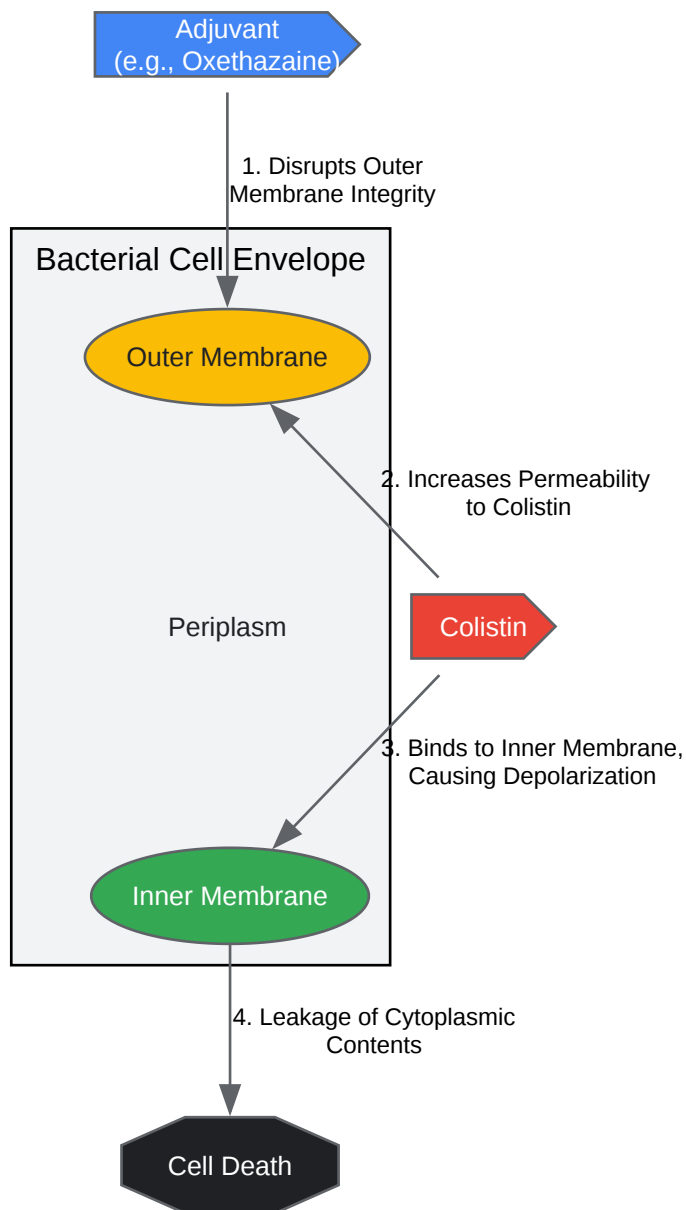 Adjuvant
(e.g., Oxethazaine)
1. Disrupts Outer
Membrane Integrity
Bacterial Cell Envelope
Outer Membrane
2. Increases Permeability
to Colistin
Periplasm
Colistin
3. Binds to Inner Membrane,
Causing Depolarization
Inner Membrane
4. Leakage of Cytoplasmic
Contents
Cell Death